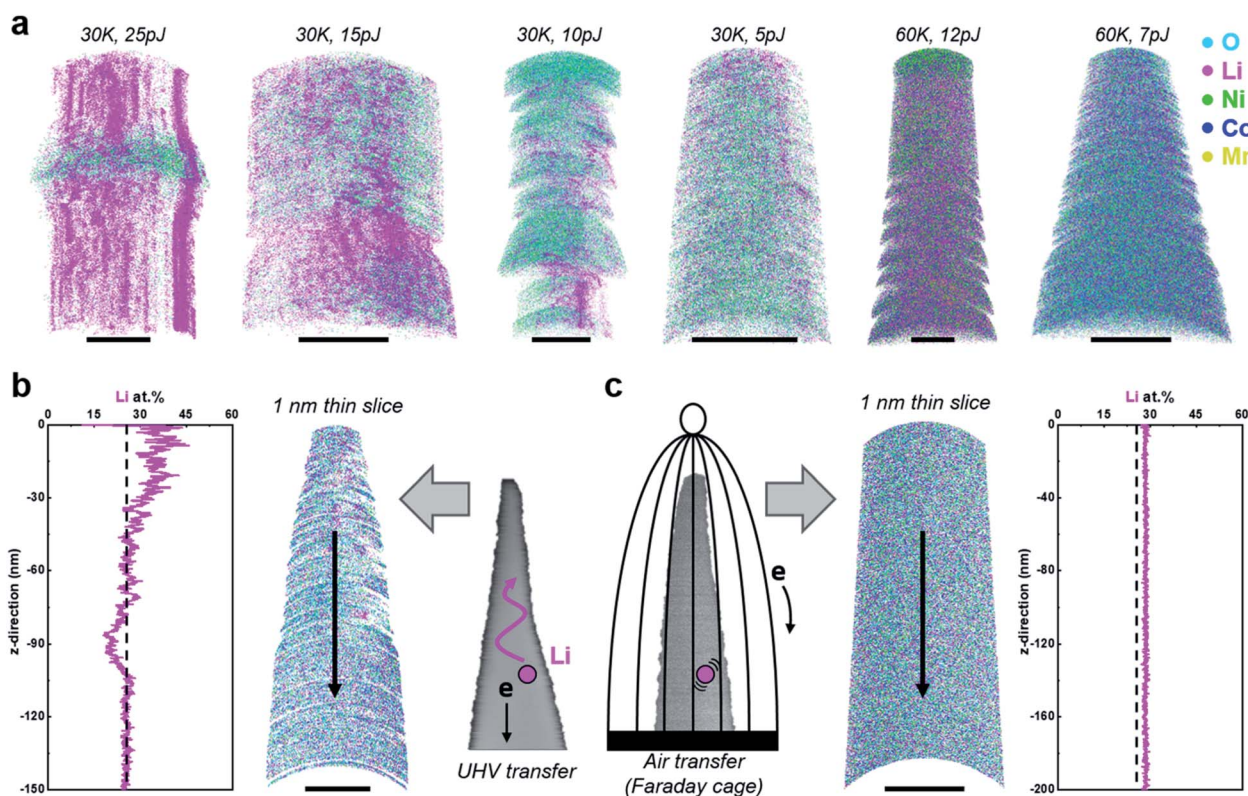 a
30K, 25pJ
30K, 15pJ
30K, 10pJ
30K, 5pJ
60K, 12pJ
60K, 7pJ
O
Li
Ni
Co
Mn
b
Li at.%
0 15 30 45 60
z-direction (nm)
0
-30
-60
-90
-120
-150
1 nm thin slice
Li
e
UHV transfer
c
e
Air transfer
(Faraday cage)
1 nm thin slice
Li at.%
0 15 30 45 60
z-direction (nm)
0
-40
-80
-120
-160
-200